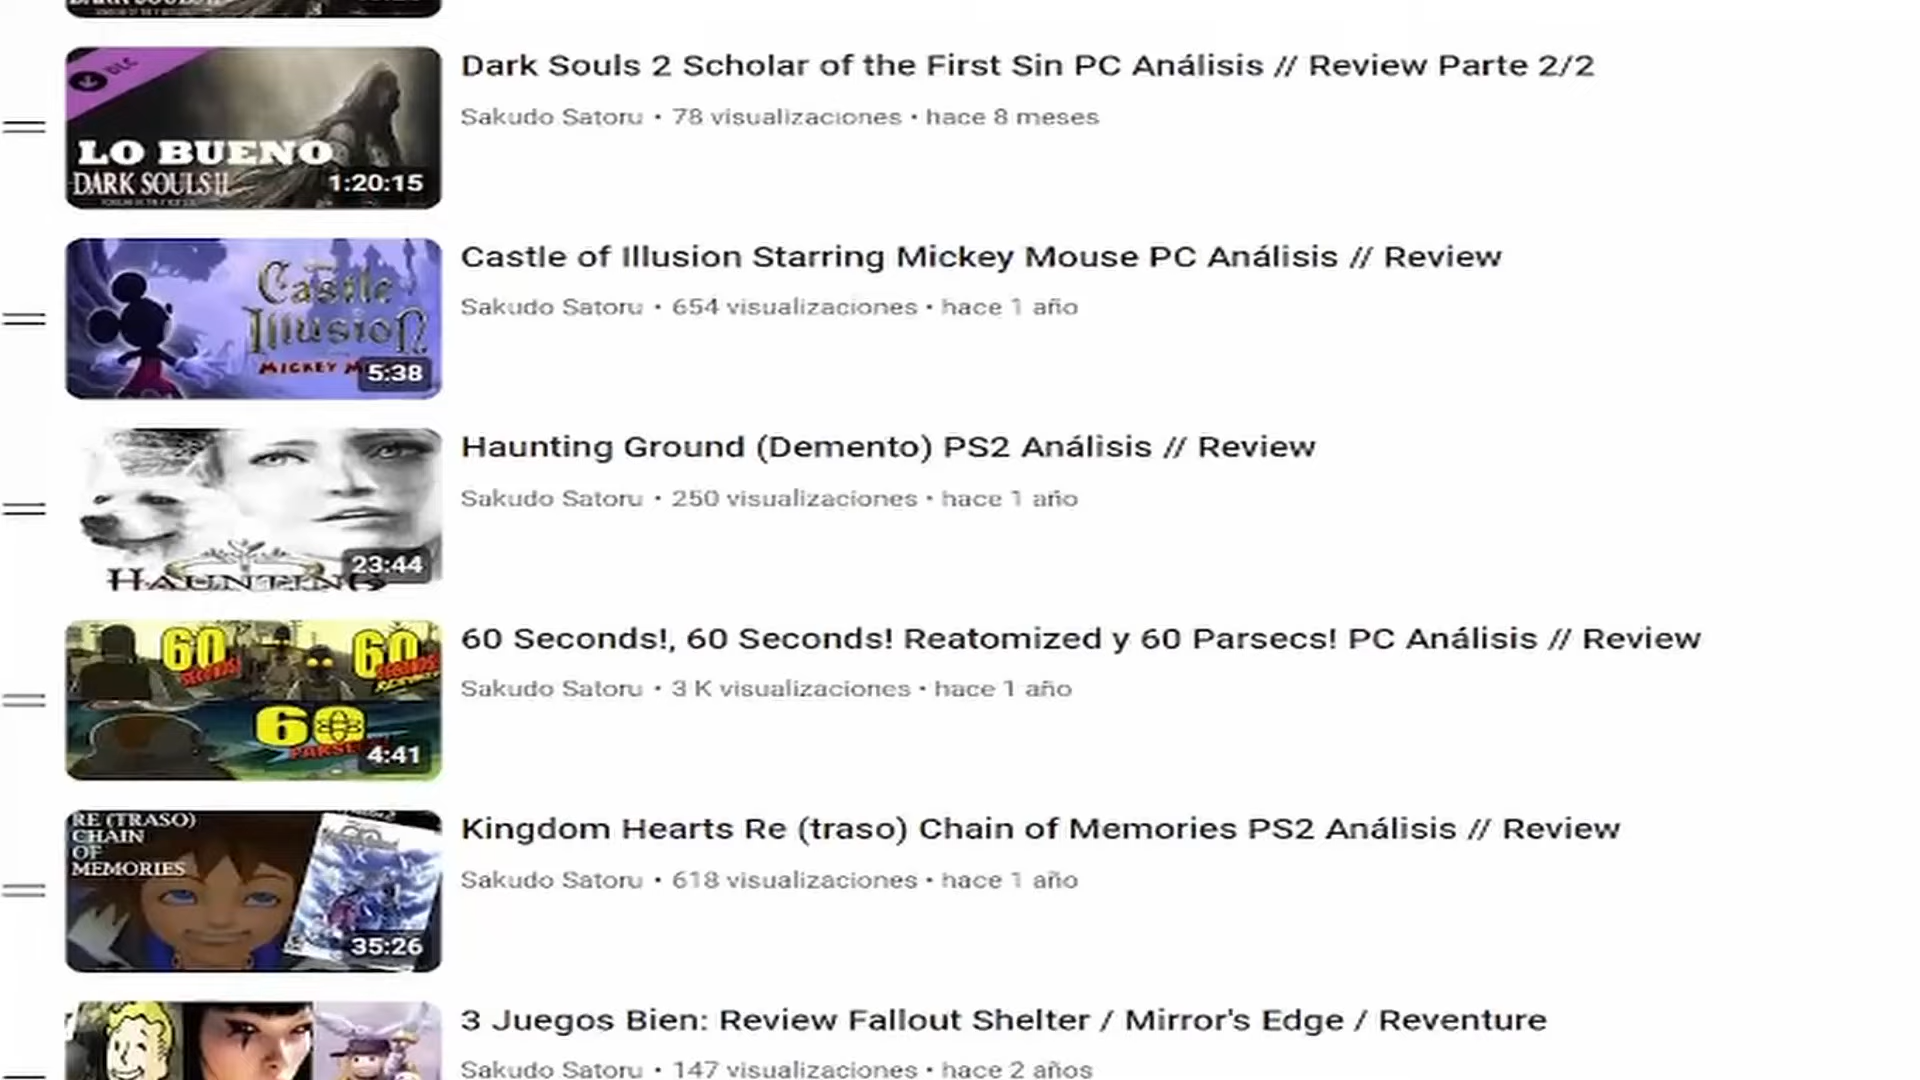 DLC
LO BUENO
DARK SOULS II
1:20:15
Dark Souls 2 Scholar of the First Sin PC Análisis // Review Parte 2/2
Sakudo Satoru • 78 visualizaciones • hace 8 meses
Castle
Illusion
MICKEY M
5:38
Castle of Illusion Starring Mickey Mouse PC Análisis // Review
Sakudo Satoru • 654 visualizaciones • hace 1 año
HAUNTING
23:44
Haunting Ground (Demento) PS2 Análisis // Review
Sakudo Satoru • 250 visualizaciones • hace 1 año
60 SECONDS!
60 SECONDS!
60
4:41
60 Seconds!, 60 Seconds! Reatomized y 60 Parsecs! PC Análisis // Review
Sakudo Satoru • 3 K visualizaciones • hace 1 año
RE (TRASO)
CHAIN
OF
MEMORIES
35:26
Kingdom Hearts Re (traso) Chain of Memories PS2 Análisis // Review
Sakudo Satoru • 618 visualizaciones • hace 1 año
3 Juegos Bien: Review Fallout Shelter / Mirror's Edge / Reventure
Sakudo Satoru • 147 visualizaciones • hace 2 años